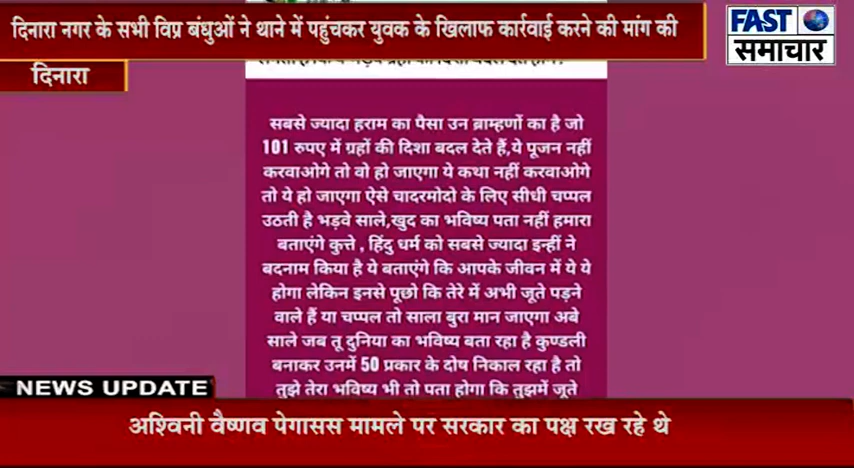 दिनारा नगर के सभी विप्र बंधुओं ने थाने में पहुंचकर युवक के खिलाफ कार्रवाई करने की मांग की
FAST
समाचार
दिनारा
सबसे ज्यादा हराम का पैसा उन ब्राम्हणों का है जो
101 रुपए में ग्रहों की दिशा बदल देते हैं,ये पूजन नहीं
करवाओगे तो वो हो जाएगा ये कथा नहीं करवाओगे
तो ये हो जाएगा ऐसे चादरमोदो के लिए सीधी चप्पल
उठती है भड़वे साले,खुद का भविष्य पता नहीं हमारा
बताएंगे कुत्ते , हिंदु धर्म को सबसे ज्यादा इन्हीं ने
बदनाम किया है ये बताएंगे कि आपके जीवन में ये ये
होगा लेकिन इनसे पूछो कि तेरे में अभी जूते पड़ने
वाले हैं या चप्पल तो साला बुरा मान जाएगा अबे
साले जब तू दुनिया का भविष्य बता रहा है कुण्डली
बनाकर उनमें 50 प्रकार के दोष निकाल रहा है तो
तुझे तेरा भविष्य भी तो पता होगा कि तुझमें जूते
NEWS UPDATE
अश्विनी वैष्णव पेगासस मामले पर सरकार का पक्ष रख रहे थे